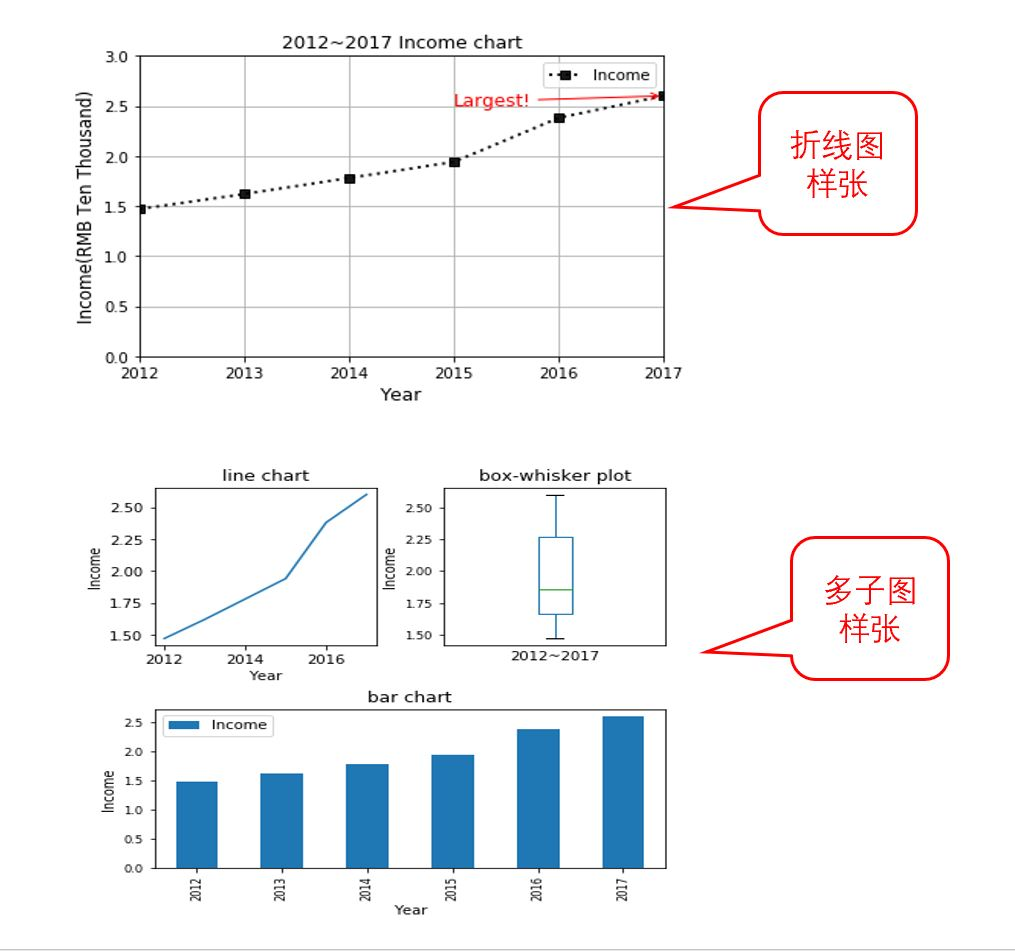 2012~2017 Income chart
3.0
2.5
2.0
1.5
1.0
0.5
0.0
Income(RMB Ten Thousand)
Income
Largest!
2012 2013 2014 2015 2016 2017
Year
折线图
样张
line chart
2.50
2.25
2.00
1.75
1.50
Income
2012 2014 2016
Year
box-whisker plot
2.50
2.25
2.00
1.75
1.50
Income
2012~2017
多子图
样张
bar chart
Income
2.5
2.0
1.5
1.0
0.5
0.0
Income
2012 2013 2014 2015 2016 2017
Year